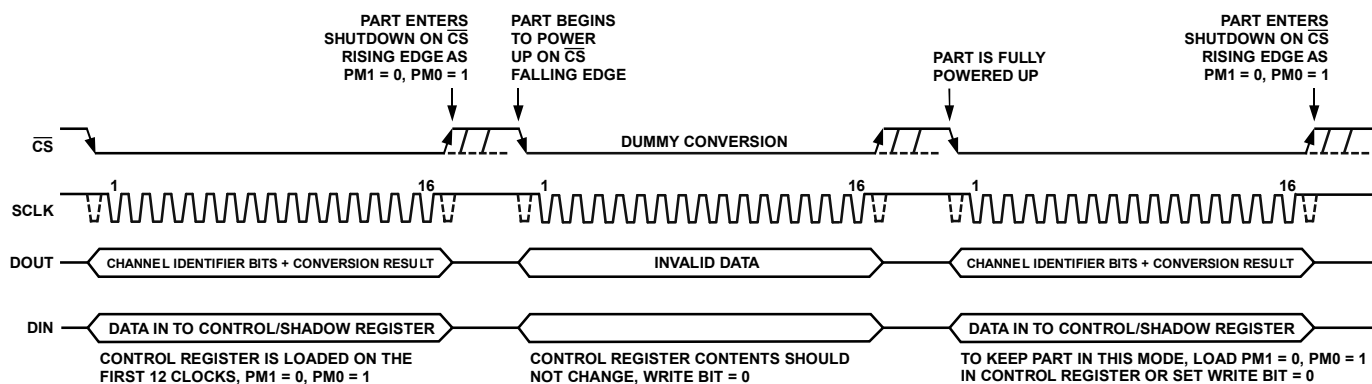 PART ENTERS
SHUTDOWN ON CS
RISING EDGE AS
PM1 = 0, PM0 = 1
PART BEGINS
TO POWER
UP ON CS
FALLING EDGE
PART IS FULLY
POWERED UP
PART ENTERS
SHUTDOWN ON CS
RISING EDGE AS
PM1 = 0, PM0 = 1
CS
DUMMY CONVERSION
SCLK
1
16
1
16
1
16
DOUT
CHANNEL IDENTIFIER BITS + CONVERSION RESULT
INVALID DATA
CHANNEL IDENTIFIER BITS + CONVERSION RESULT
DIN
DATA IN TO CONTROL/SHADOW REGISTER
DATA IN TO CONTROL/SHADOW REGISTER
CONTROL REGISTER IS LOADED ON THE
FIRST 12 CLOCKS, PM1 = 0, PM0 = 1
CONTROL REGISTER CONTENTS SHOULD
NOT CHANGE, WRITE BIT = 0
TO KEEP PART IN THIS MODE, LOAD PM1 = 0, PM0 = 1
IN CONTROL REGISTER OR SET WRITE BIT = 0